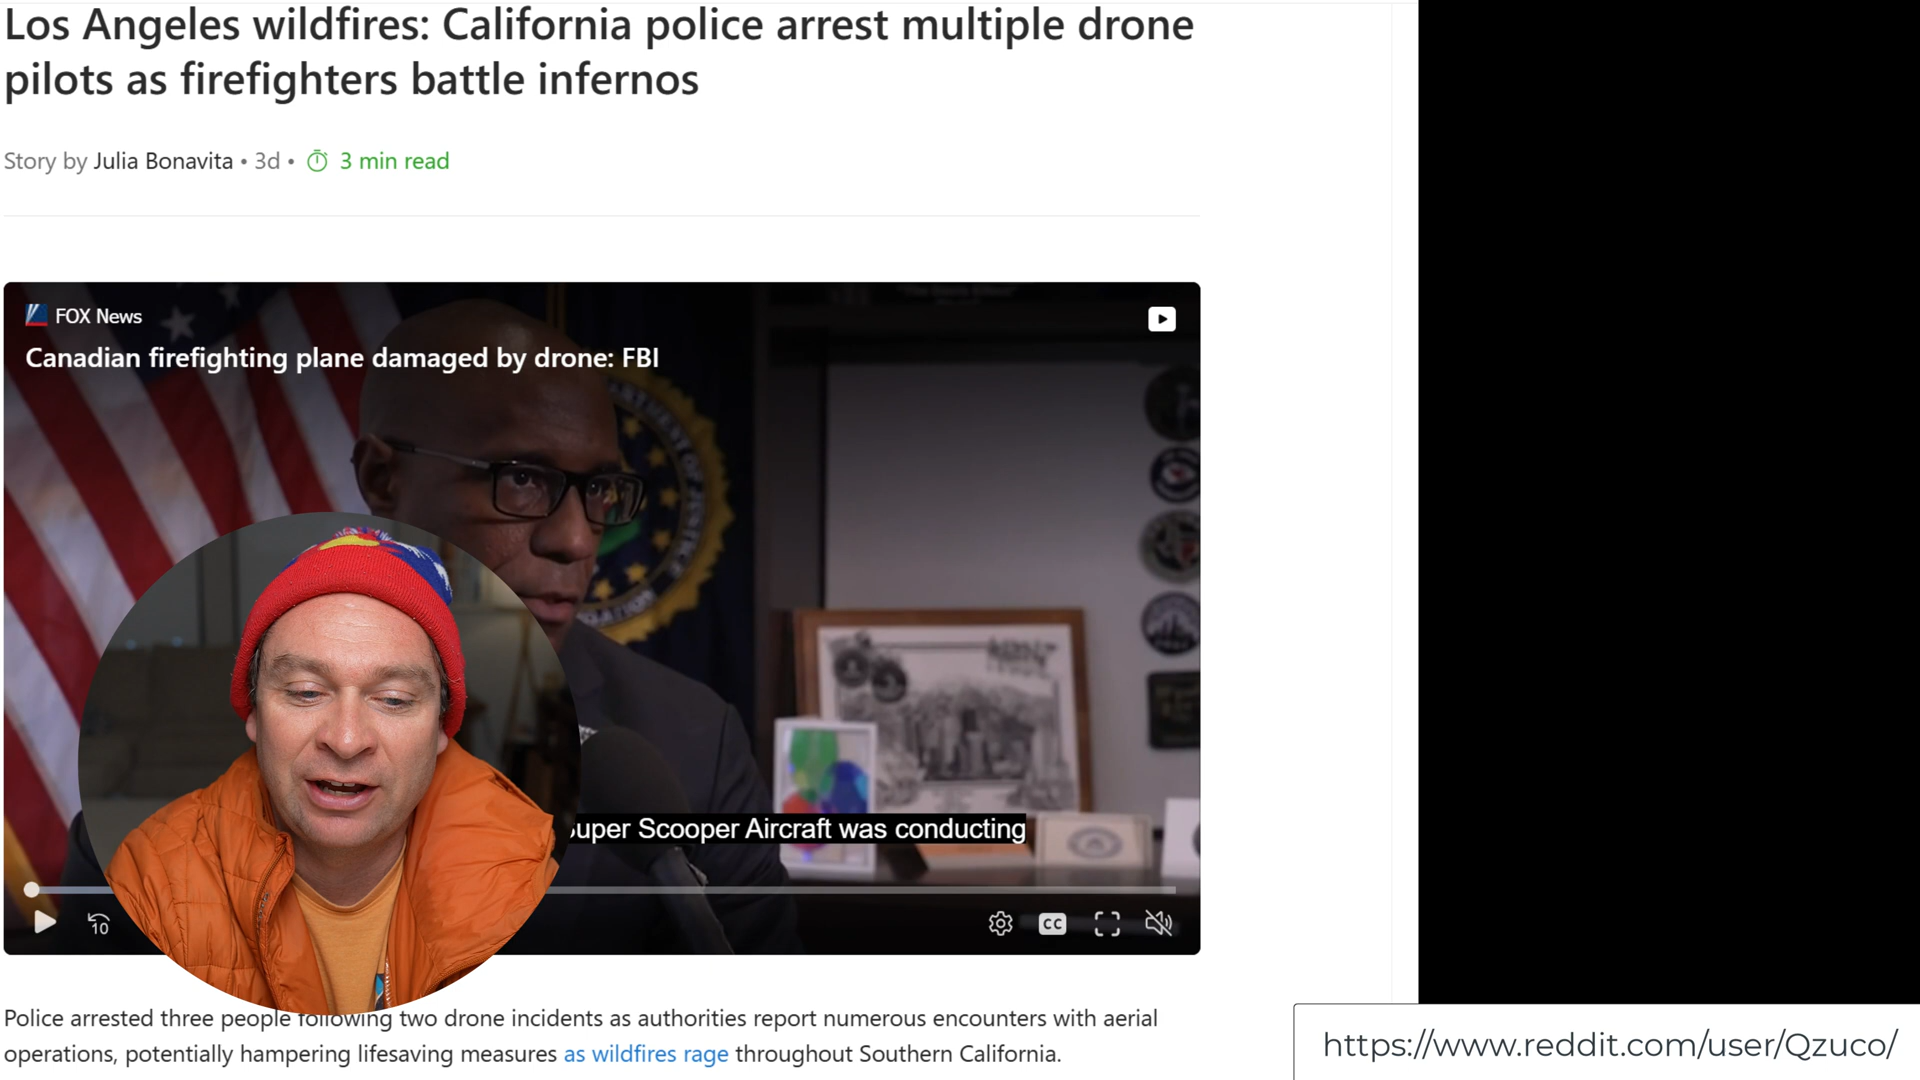 Los Angeles wildfires: California police arrest multiple drone
pilots as firefighters battle infernos
Story by Julia Bonavita • 3d • 3 min read
FOX News
Canadian firefighting plane damaged by drone: FBI
Super Scooper Aircraft was conducting
10
CC
Police arrested three people following two drone incidents as authorities report numerous encounters with aerial
operations, potentially hampering lifesaving measures as wildfires rage throughout Southern California.
https://www.reddit.com/user/Qzuco/